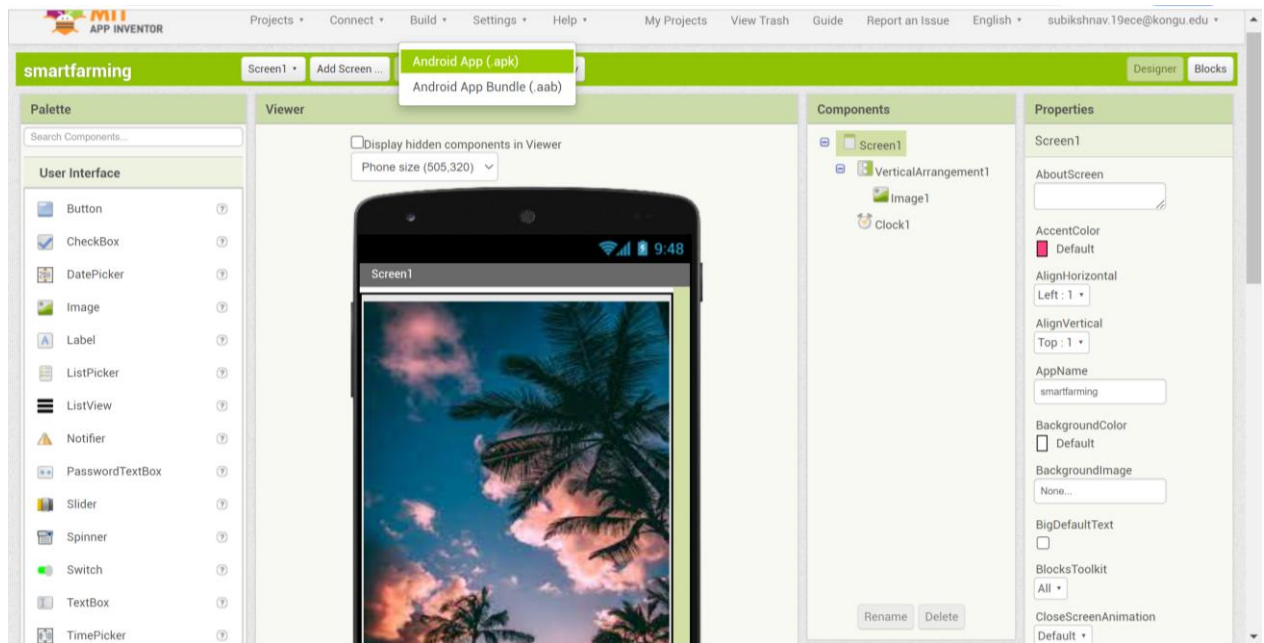 MIT
APP INVENTOR
Projects Connect Build Settings Help My Projects View Trash Guide Report an Issue English subikshnav.19ece@kongu.edu
smartfarming
Screen1 Add Screen ...
Android App (.apk)
Android App Bundle (.aab)
Designer Blocks
Palette
Search Components...
User Interface
Button
CheckBox
DatePicker
Image
Label
ListPicker
ListView
Notifier
PasswordTextBox
Slider
Spinner
Switch
TextBox
TimePicker
Viewer
Display hidden components in Viewer
Phone size (505,320)
9:48
Screen1
Components
Screen1
VerticalArrangement1
Image1
Clock1
Rename Delete
Properties
Screen1
AboutScreen
AccentColor
Default
AlignHorizontal
Left : 1
AlignVertical
Top : 1
AppName
smartfarming
BackgroundColor
Default
BackgroundImage
None...
BigDefaultText
BlocksToolkit
All
CloseScreenAnimation
Default